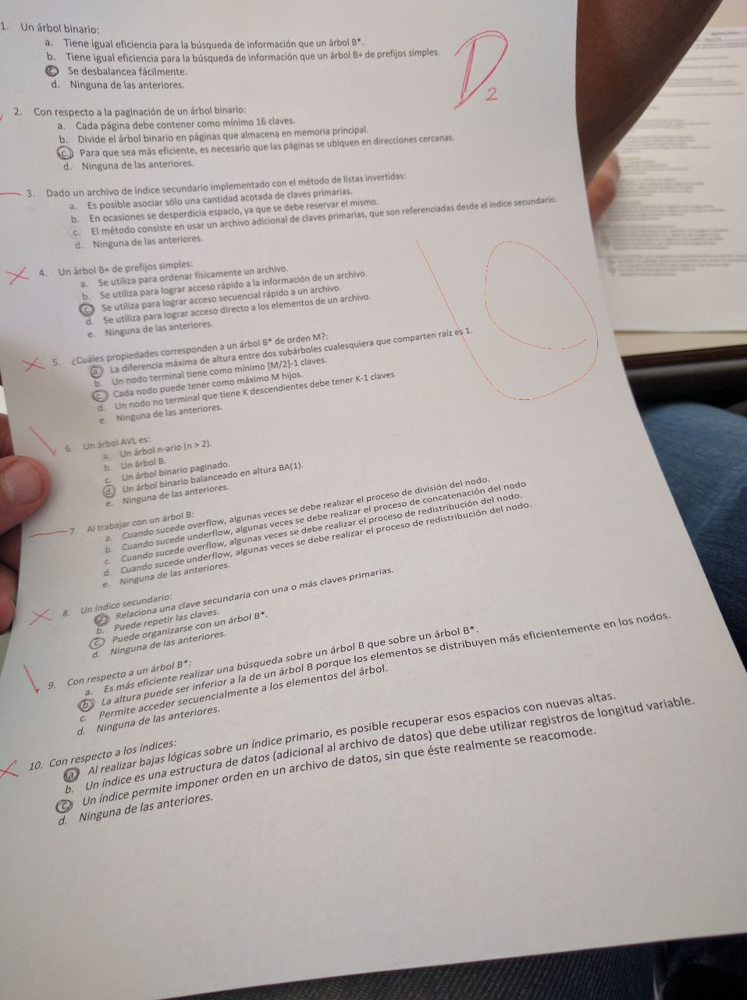 1. Un árbol binario:
a. Tiene igual eficiencia para la búsqueda de información que un árbol B*.
b. Tiene igual eficiencia para la búsqueda de información que un árbol B+ de prefijos simples.
c. Se desbalancea fácilmente.
d. Ninguna de las anteriores.
D2
2. Con respecto a la paginación de un árbol binario:
a. Cada página debe contener como mínimo 16 claves.
b. Divide el árbol binario en páginas que almacena en memoria principal.
c. Para que sea más eficiente, es necesario que las páginas se ubiquen en direcciones cercanas.
d. Ninguna de las anteriores.
3. Dado un archivo de índice secundario implementado con el método de listas invertidas:
a. Es posible asociar sólo una cantidad acotada de claves primarias.
b. En ocasiones se desperdicia espacio, ya que se debe reservar el mismo.
c. El método consiste en usar un archivo adicional de claves primarias, que son referenciadas desde el índice secundario.
d. Ninguna de las anteriores.
4. Un árbol B+ de prefijos simples:
a. Se utiliza para ordenar físicamente un archivo.
b. Se utiliza para lograr acceso rápido a la información de un archivo.
c. Se utiliza para lograr acceso secuencial rápido a un archivo.
d. Se utiliza para lograr acceso directo a los elementos de un archivo.
e. Ninguna de las anteriores.
5. ¿Cuáles propiedades corresponden a un árbol B* de orden M?:
a. La diferencia máxima de altura entre dos subárboles cualesquiera que comparten raíz es 1.
b. Un nodo terminal tiene como mínimo [M/2]-1 claves.
c. Cada nodo puede tener como máximo M hijos.
d. Un nodo no terminal que tiene K descendientes debe tener K-1 claves
e. Ninguna de las anteriores.
6. Un árbol AVL es:
a. Un árbol n-ario (n > 2).
b. Un árbol B.
c. Un árbol binario paginado.
d. Un árbol binario balanceado en altura BA(1).
e. Ninguna de las anteriores.
7. Al trabajar con un árbol B:
a. Cuando sucede overflow, algunas veces se debe realizar el proceso de división del nodo.
b. Cuando sucede underflow, algunas veces se debe realizar el proceso de concatenación del nodo
c. Cuando sucede overflow, algunas veces se debe realizar el proceso de redistribución del nodo.
d. Cuando sucede underflow, algunas veces se debe realizar el proceso de redistribución del nodo.
e. Ninguna de las anteriores.
8. Un índice secundario:
a. Relaciona una clave secundaria con una o más claves primarias.
b. Puede repetir las claves.
c. Puede organizarse con un árbol B*.
d. Ninguna de las anteriores.
9. Con respecto a un árbol B*:
a. Es más eficiente realizar una búsqueda sobre un árbol B que sobre un árbol B*.
b. La altura puede ser inferior a la de un árbol B porque los elementos se distribuyen más eficientemente en los nodos.
c. Permite acceder secuencialmente a los elementos del árbol.
d. Ninguna de las anteriores.
10. Con respecto a los índices:
a. Al realizar bajas lógicas sobre un índice primario, es posible recuperar esos espacios con nuevas altas.
b. Un índice es una estructura de datos (adicional al archivo de datos) que debe utilizar registros de longitud variable.
c. Un índice permite imponer orden en un archivo de datos, sin que éste realmente se reacomode.
d. Ninguna de las anteriores.